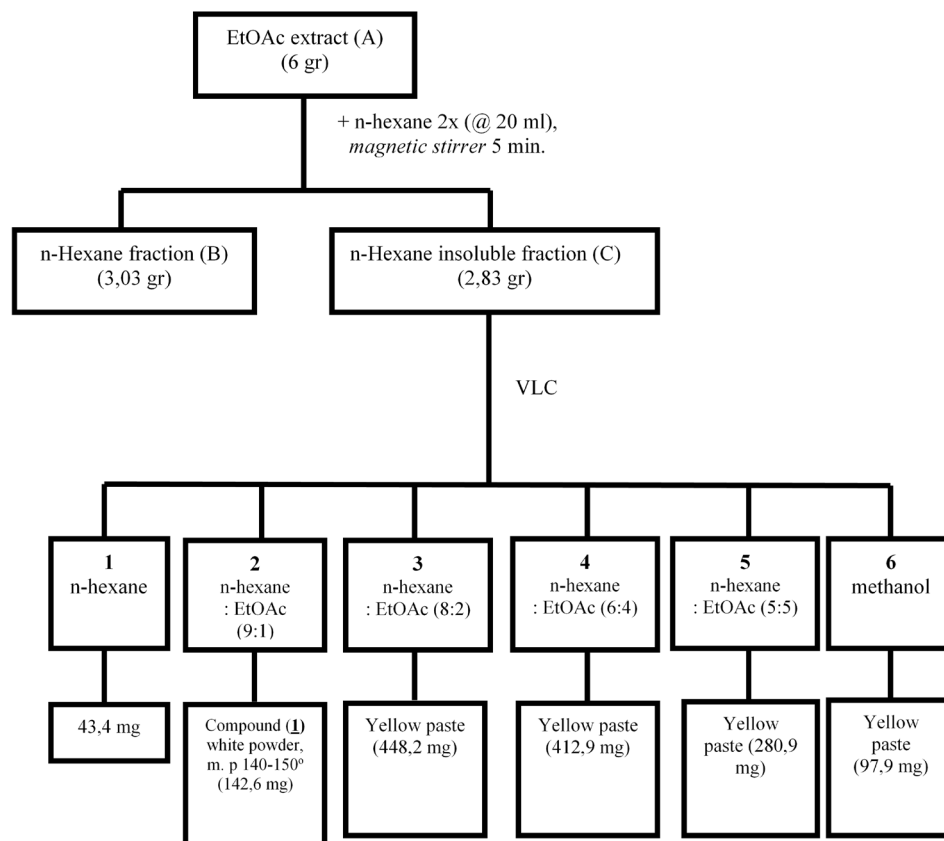 EtOAc extract (A)
(6 gr)
+ n-hexane 2x (@ 20 ml),
magnetic stirrer 5 min.
n-Hexane fraction (B)
(3,03 gr)
n-Hexane insoluble fraction (C)
(2,83 gr)
VLC
1
n-hexane
2
n-hexane
: EtOAc
(9:1)
3
n-hexane
: EtOAc (8:2)
4
n-hexane
: EtOAc (6:4)
5
n-hexane
: EtOAc (5:5)
6
methanol
43,4 mg
Compound (1)
white powder,
m. p 140-150º
(142,6 mg)
Yellow paste
(448,2 mg)
Yellow paste
(412,9 mg)
Yellow
paste (280,9
mg)
Yellow
paste
(97,9 mg)